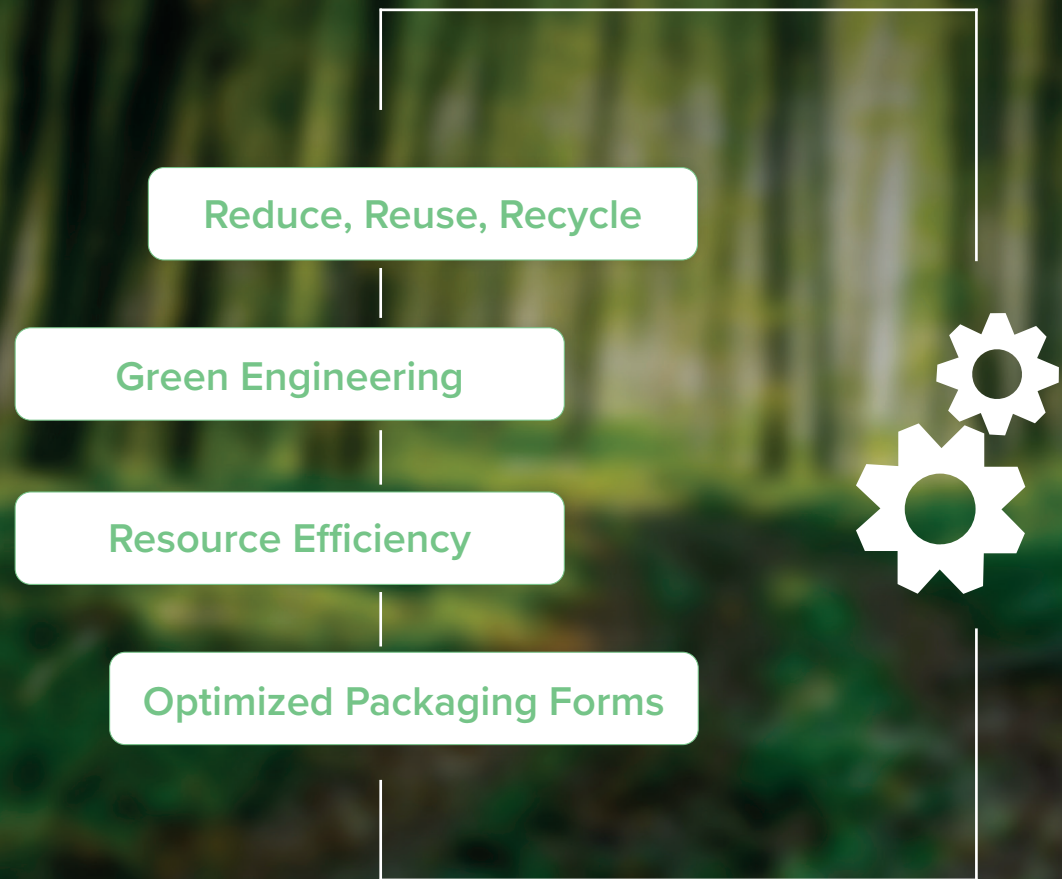 Reduce, Reuse, Recycle
Green Engineering
Resource Efficiency
Optimized Packaging Forms